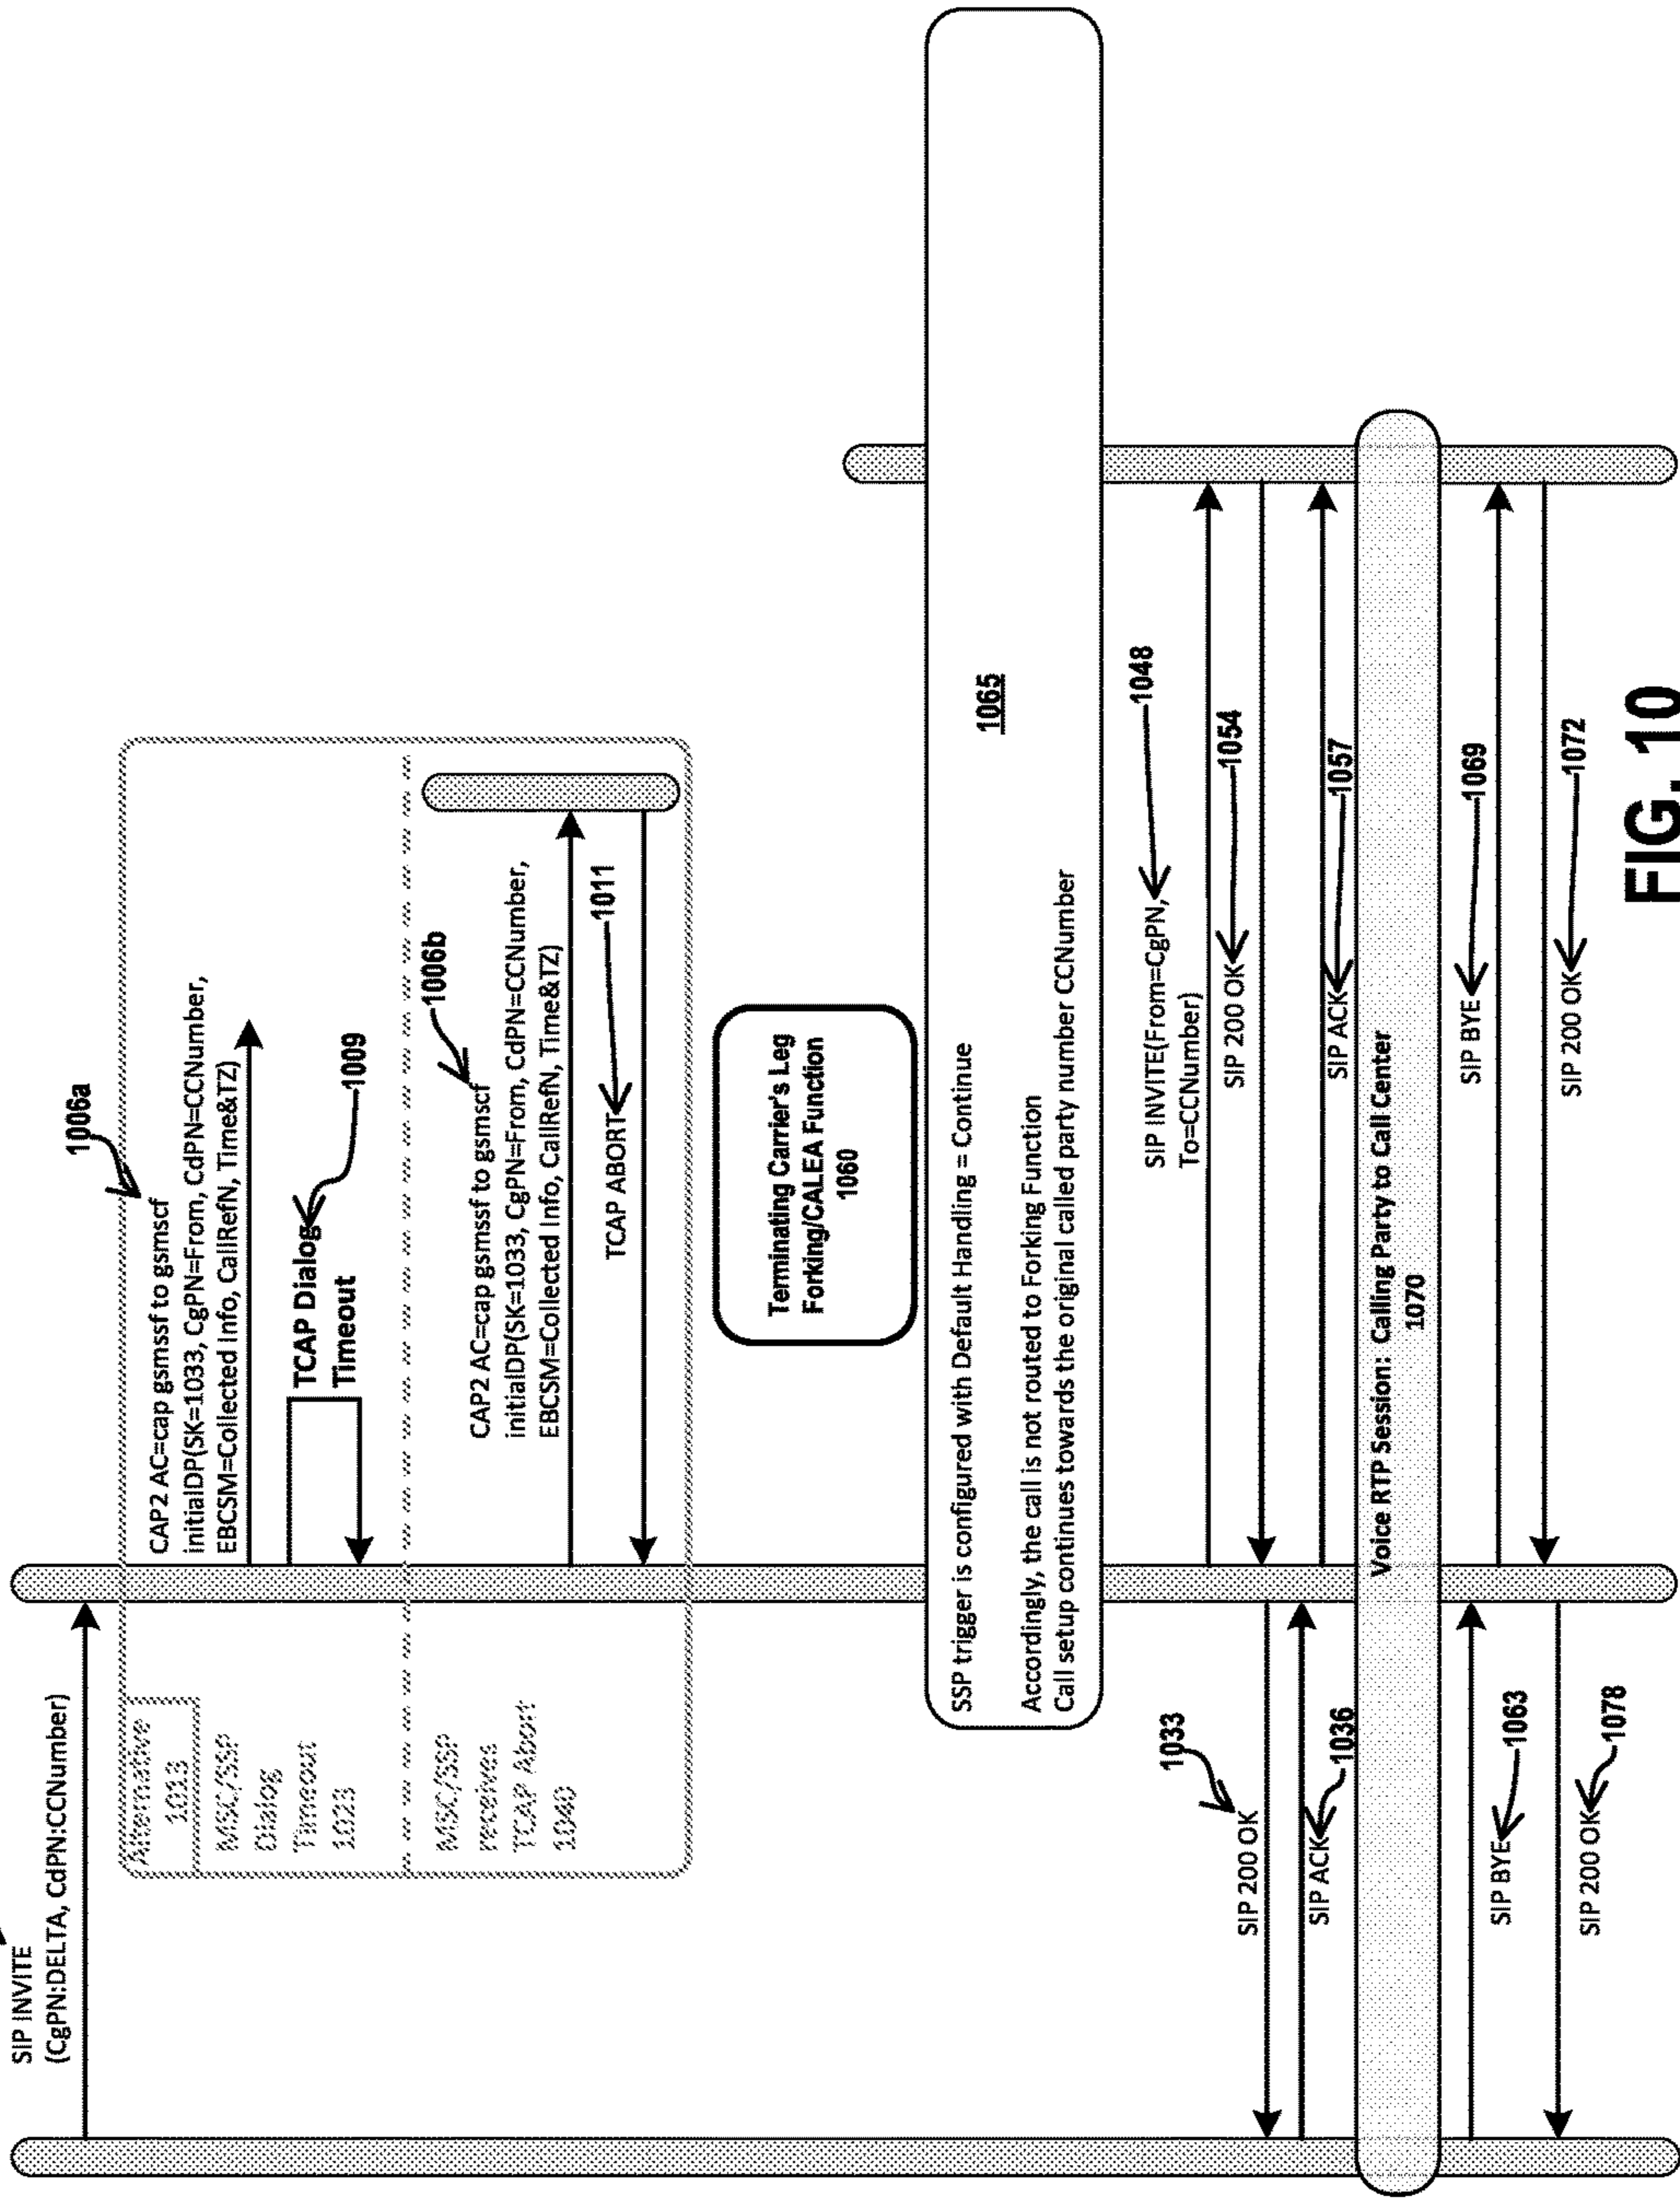 SIP INVITE
(CgPN:DELTA, CdPN:CCNumber)
Alternative
1013
MSC/SSP
Dialog
Timeout
1023
1006a
CAP2 AC=cap gsmssf to gsmscf
initialDP(SK=1033, CgPN=From, CdPN=CCNumber,
EBCSM=Collected Info, CallRefN, Time&TZ)
TCAP Dialog
Timeout
1009
MSC/SSP
receives
TCAP Abort
1040
1006b
CAP2 AC=cap gsmssf to gsmscf
initialDP(SK=1033, CgPN=From, CdPN=CCNumber,
EBCSM=Collected Info, CallRefN, Time&TZ)
TCAP ABORT
1011
Terminating Carrier's Leg
Forking/CALEA Function
1060
SSP trigger is configured with Default Handling = Continue
1065
Accordingly, the call is not routed to Forking Function
Call setup continues towards the original called party number CCNumber
SIP INVITE(From=CgPN,
To=CCNumber)
1048
SIP 200 OK
1054
1033
SIP 200 OK
SIP ACK
1057
SIP ACK
1036
Voice RTP Session: Calling Party to Call Center
1070
SIP BYE
1069
SIP BYE
1063
SIP 200 OK
1072
SIP 200 OK
1078
FIG. 10